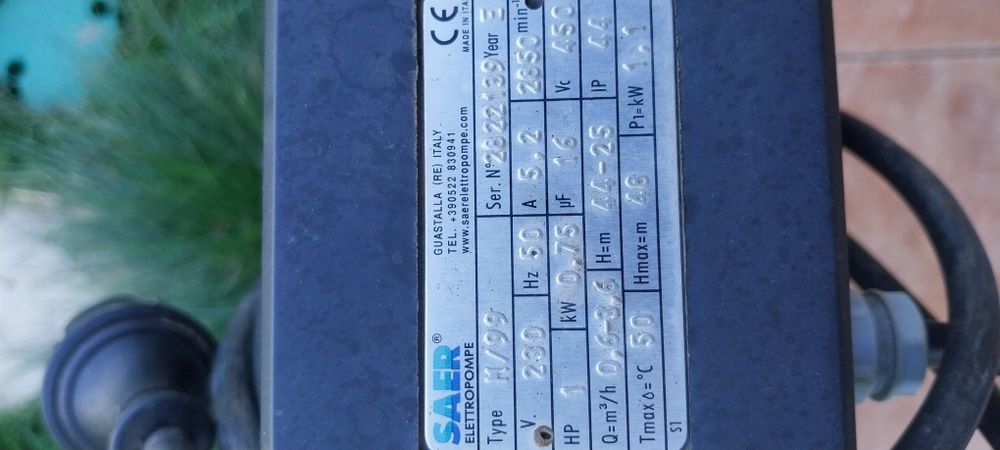 SAER®
ELETTROPOMPE
GUASTALLA (RE) ITALY
TEL. +390522 830941
www.saerelettropompe.com
CE
MADE IN ITA
Type M/99 Ser. N° 2822139 Year E
V. 230 Hz 50 A 5,2 2850 min-1
HP 1 kW 0,75 µF 16 Vc 450
Q=m³/h 0,6-3,6 H=m 44-25 IP 44
Tmax ò=°C 50 Hmax=m 48 P1=kW 1,1
S1